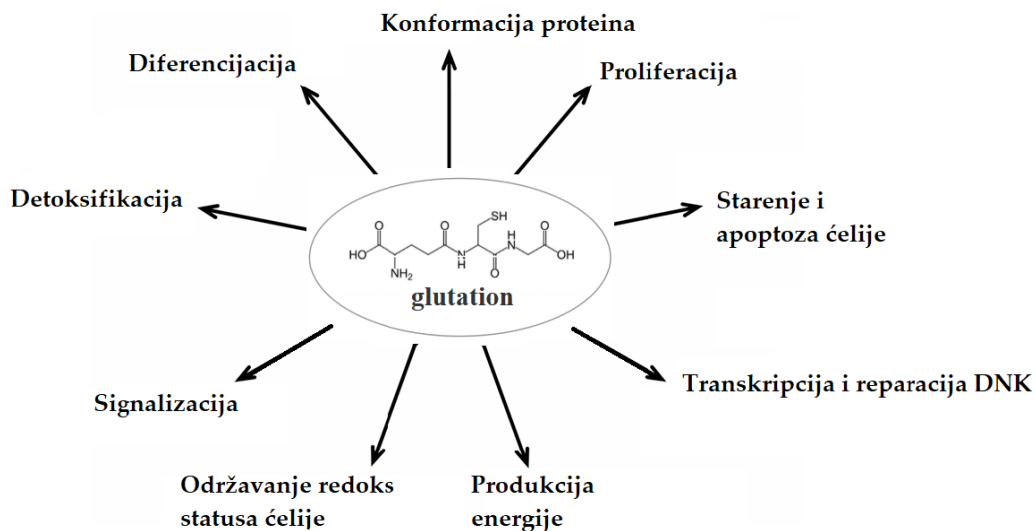 Konformacija proteina
Diferencijacija
Proliferacija
Detoksifikacija
Starenje i
apoptoza ćelije
SH
O
O
H
N
O
HO
N
H
OH
NH2
O
O
glutation
Signalizacija
Transkripcija i reparacija DNK
Održavanje redoks
statusa ćelije
Produkcija
energije